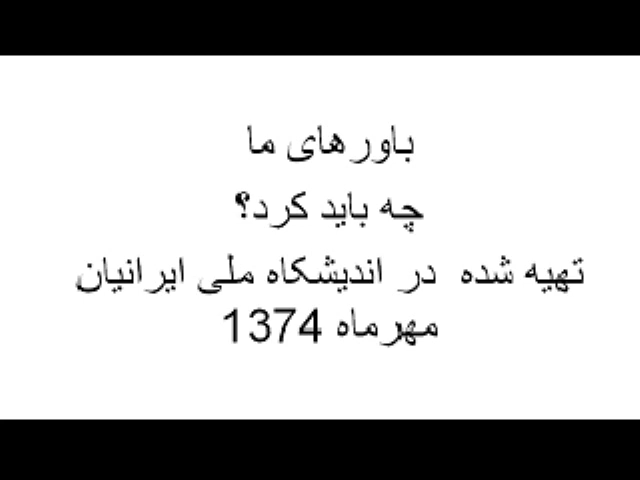 باورهای ما
چه باید کرد؟
تهیه شده در اندیشکاه ملی ایرانیان
مهرماه 1374